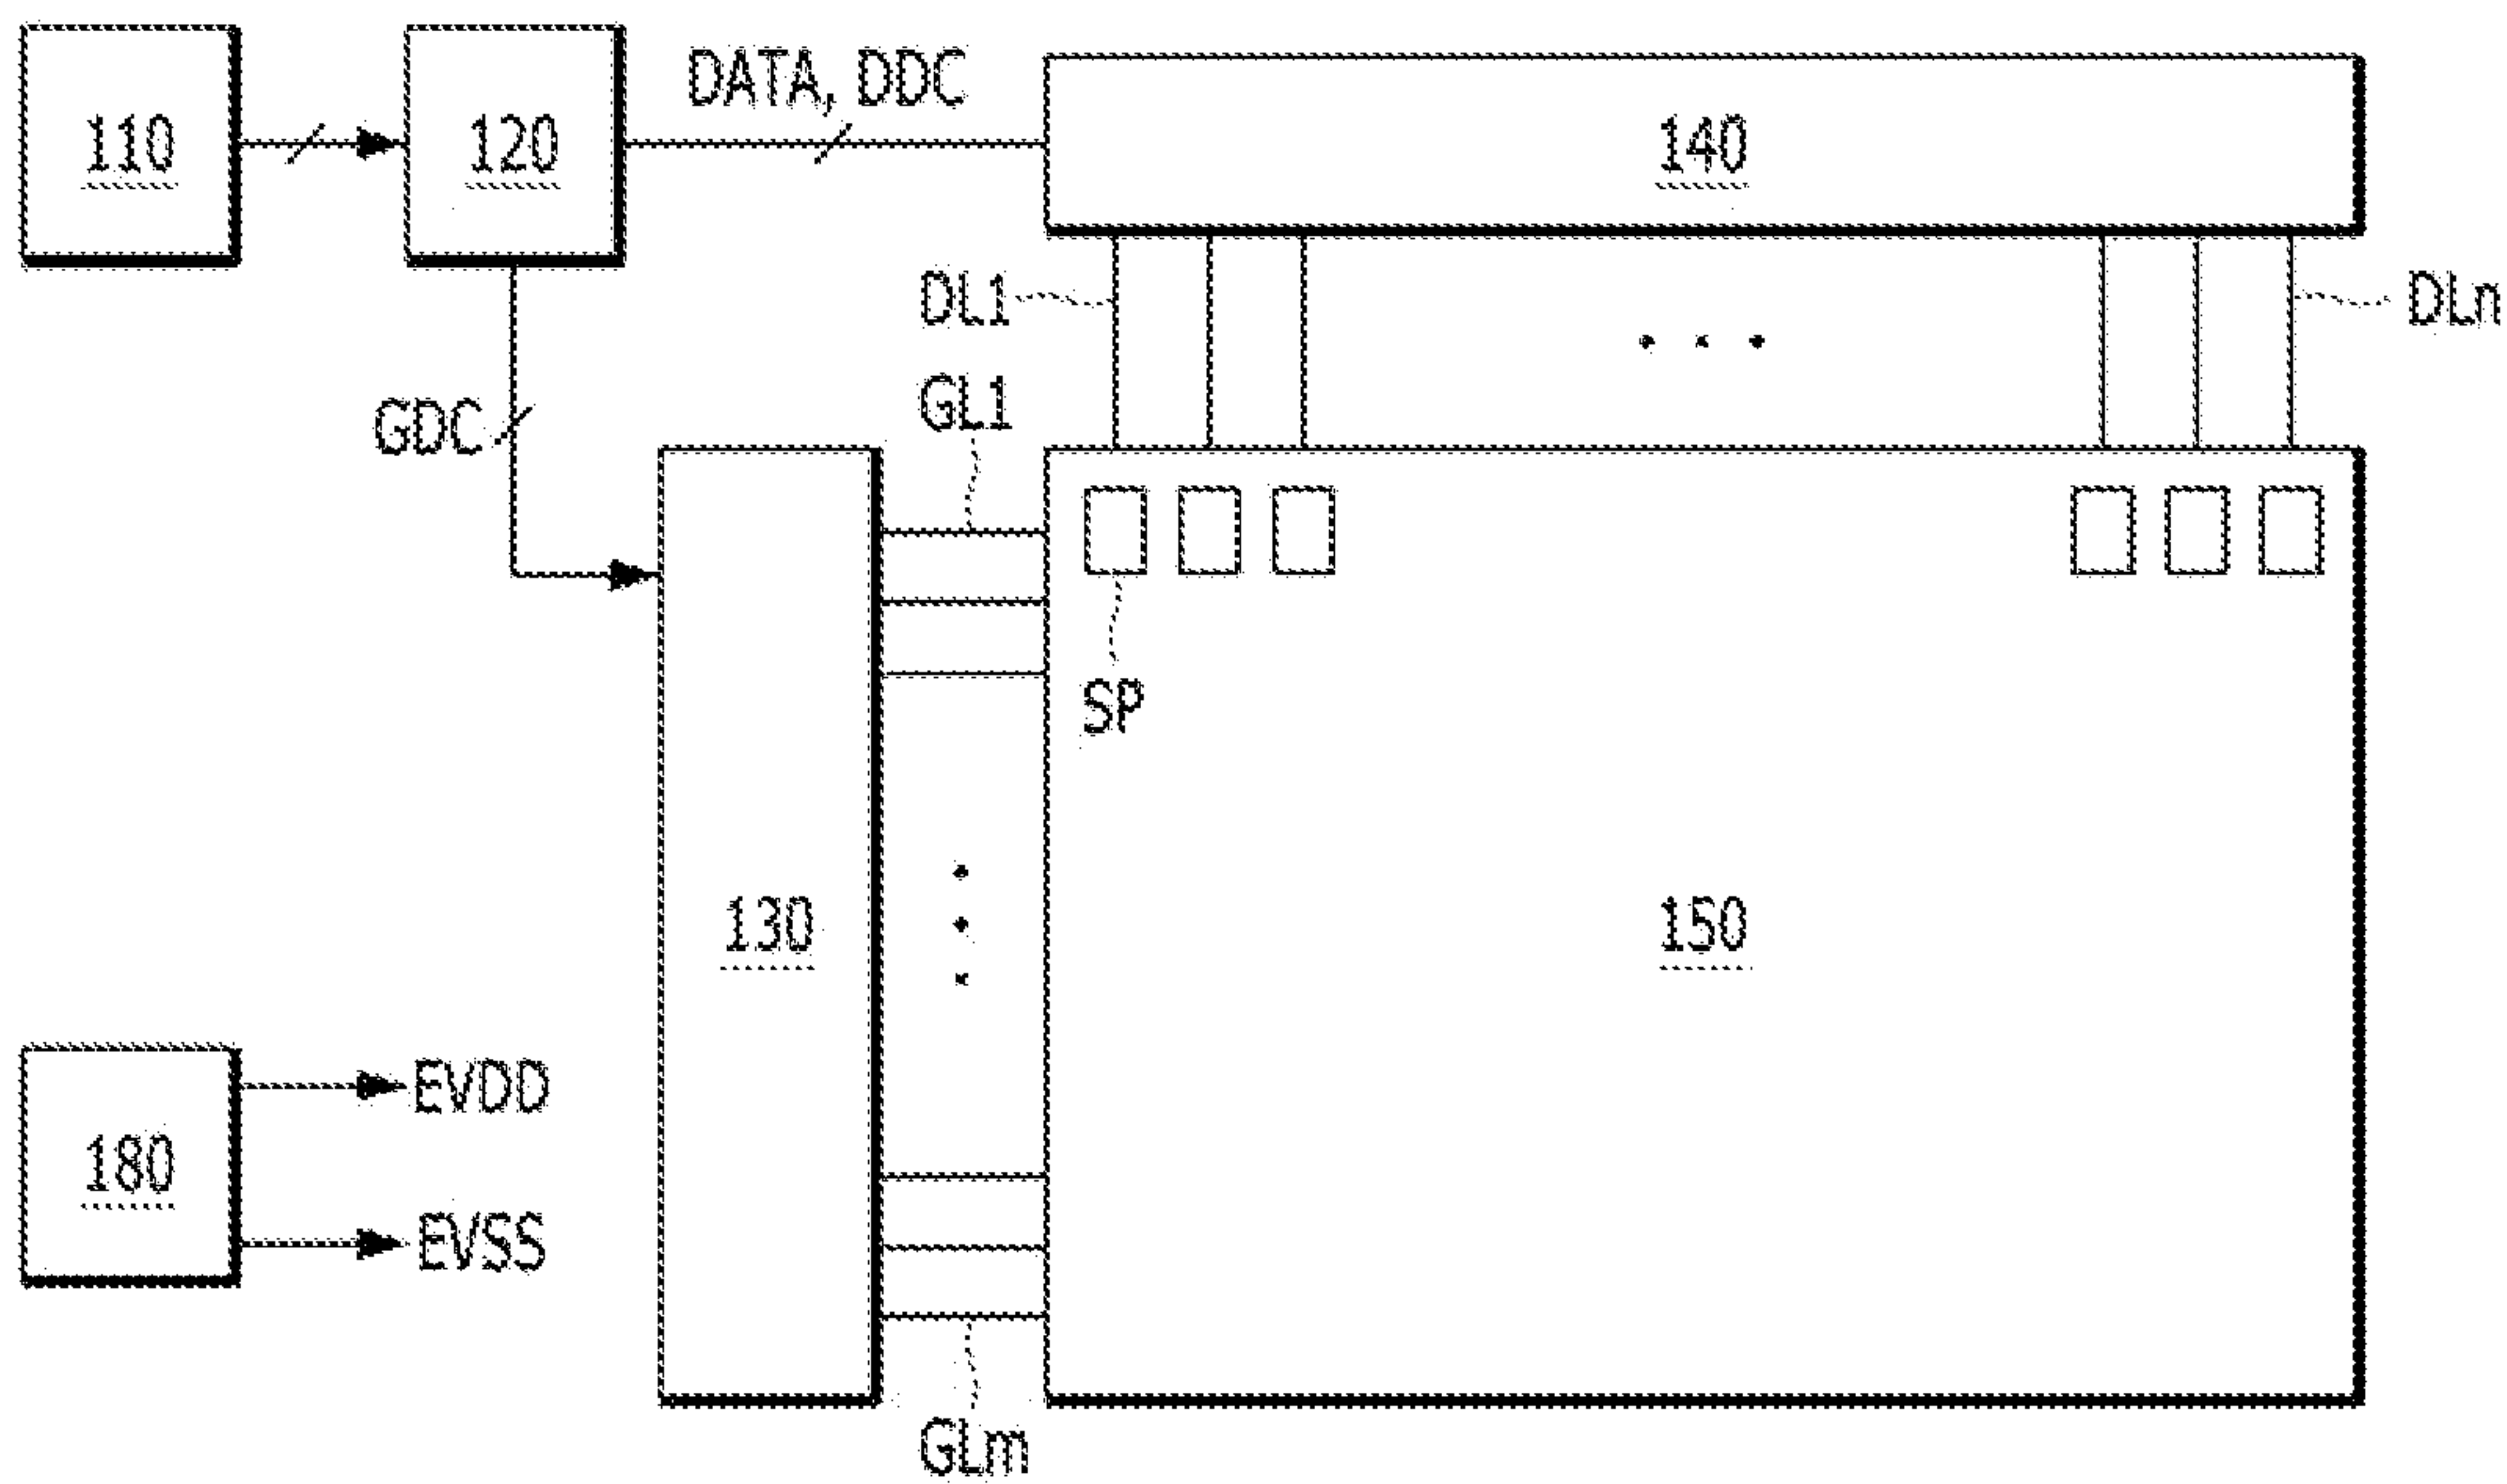 110
120
DATA, DDC
140
DL1
DLn
GL1
GDC
SP
130
150
EVDD
180
EVSS
GLm